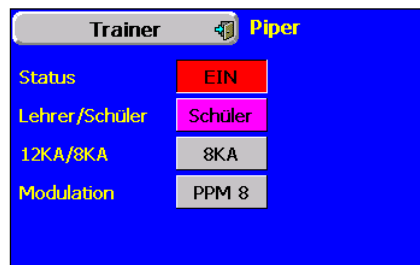 Trainer Piper
Status EIN
Lehrer/Schüler Schüler
12KA/8KA 8KA
Modulation PPM 8